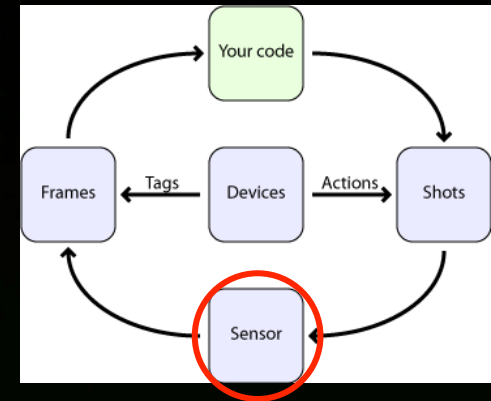 Your code
Frames
Tags
Devices
Actions
Shots
Sensor